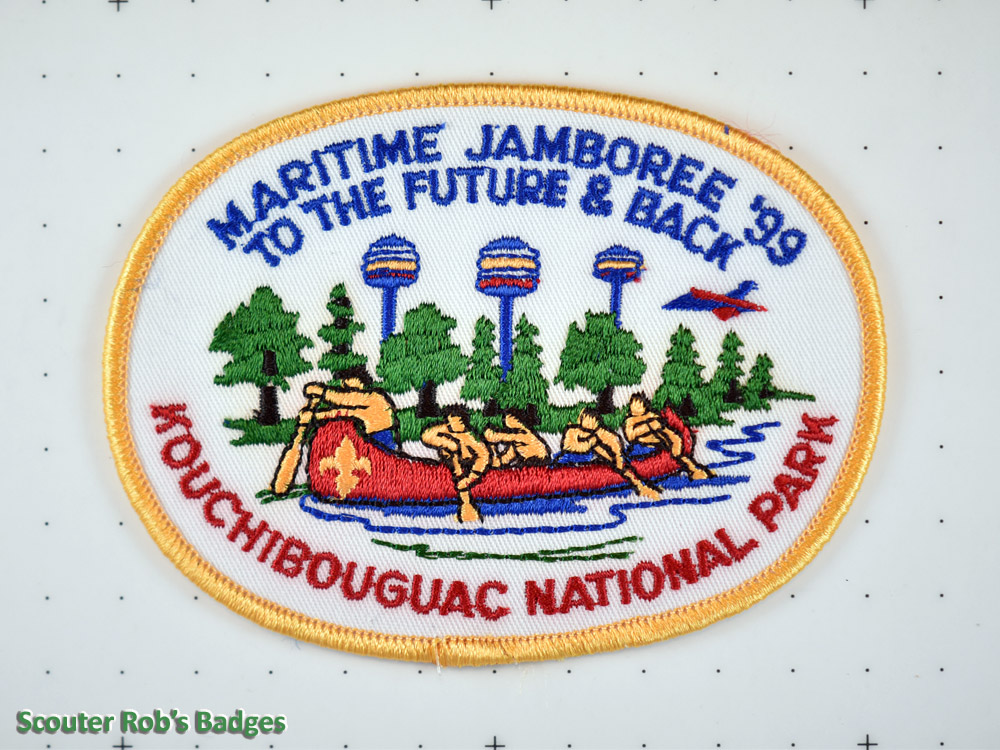 MARITIME JAMBOREE '99
TO THE FUTURE & BACK
KOUCHIBOUGUAC NATIONAL PARK
Scouter Rob's Badges